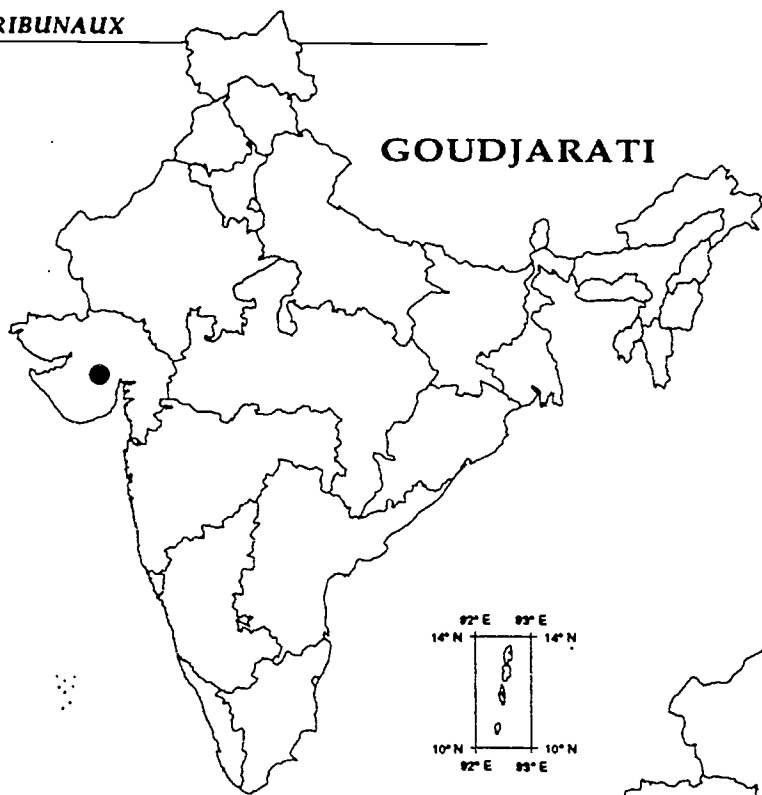 RIBUNAUX
GOUDJARATI
92° E 93° E
14° N 14° N
10° N 10° N
92° E 93° E